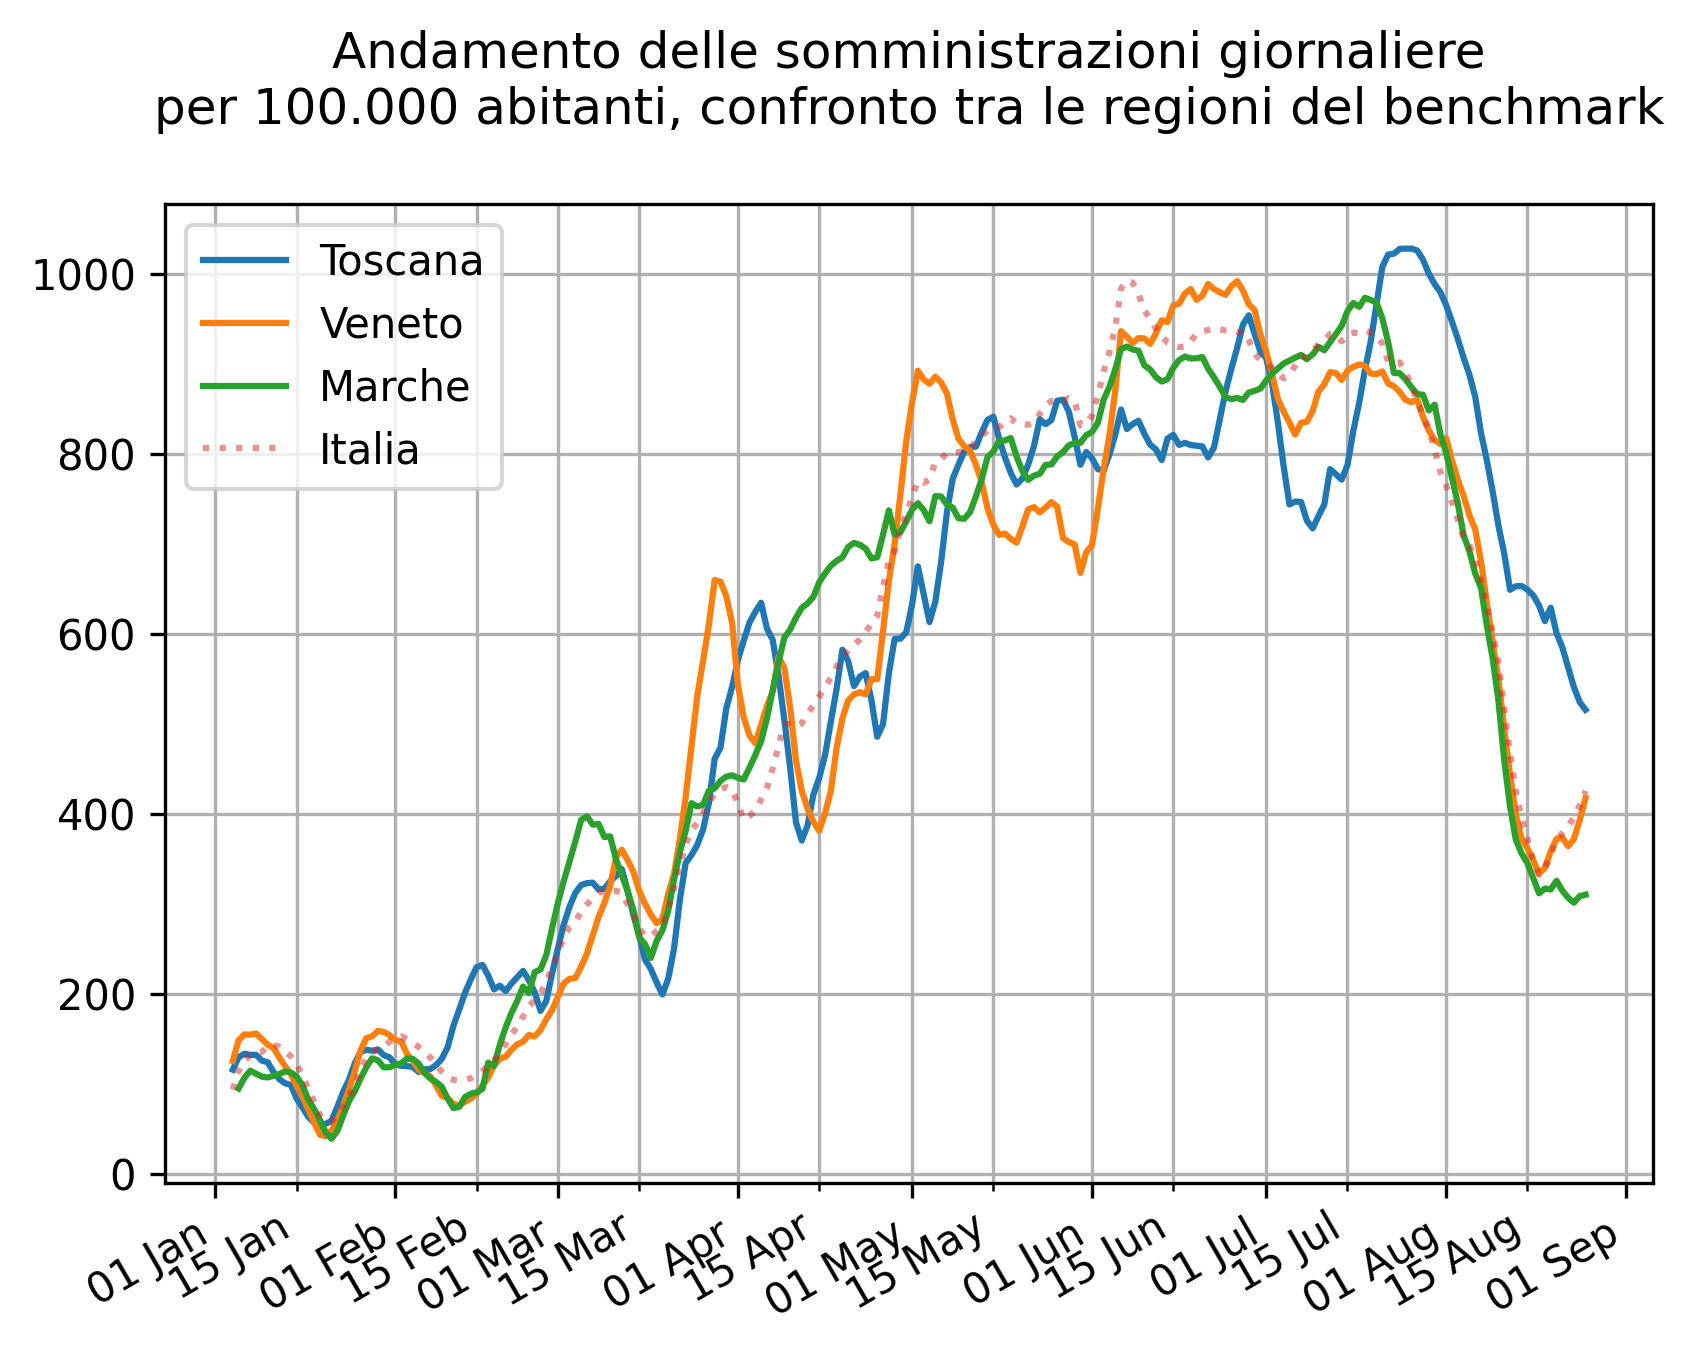 Andamento delle somministrazioni giornaliere
per 100.000 abitanti, confronto tra le regioni del benchmark
Toscana
Veneto
Marche
Italia
1000
800
600
400
200
0
01 Jan
15 Jan
01 Feb
15 Feb
01 Mar
15 Mar
01 Apr
15 Apr
01 May
15 May
01 Jun
15 Jun
01 Jul
15 Jul
01 Aug
15 Aug
01 Sep